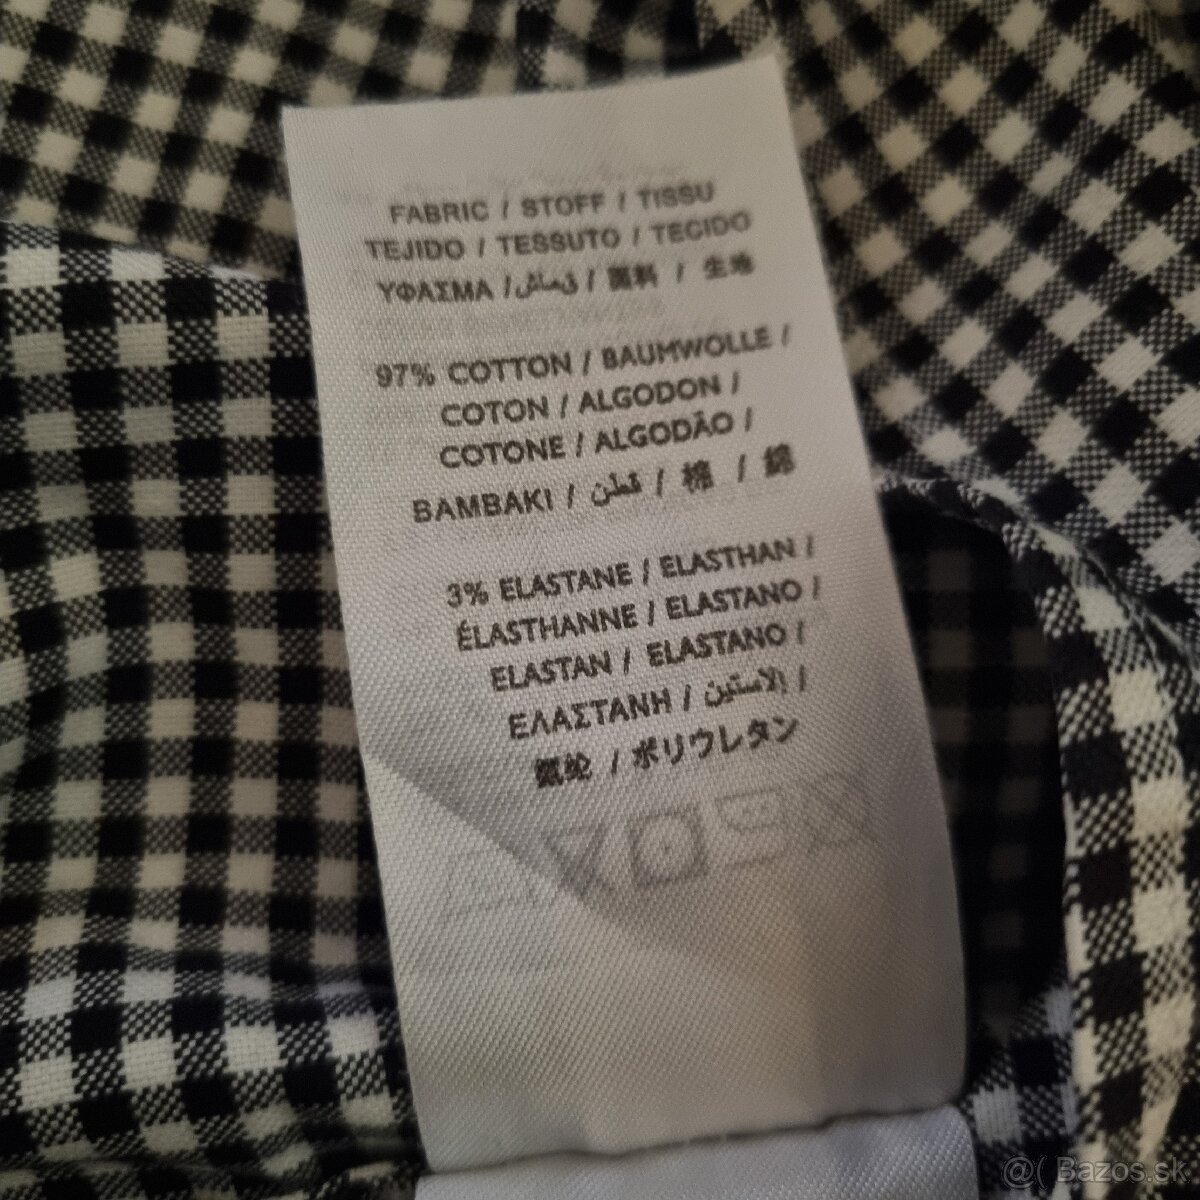 FABRIC / STOFF / TISSU
TEJIDO / TESSUTO / TECIDO
ΥΦΑΣΜΑ / قماش / 面料 / 生地
97% COTTON / BAUMWOLLE /
COTON / ALGODON /
COTONE / ALGODÃO /
BAMBAKI / قطن / 棉 / 綿
3% ELASTANE / ELASTHAN /
ÉLASTHANNE / ELASTANO /
ELASTAN / ELASTANO /
ΕΛΑΣΤΑΝΗ / الاستين /
氨纶 / ポリウレタン
@( Bazos.sk